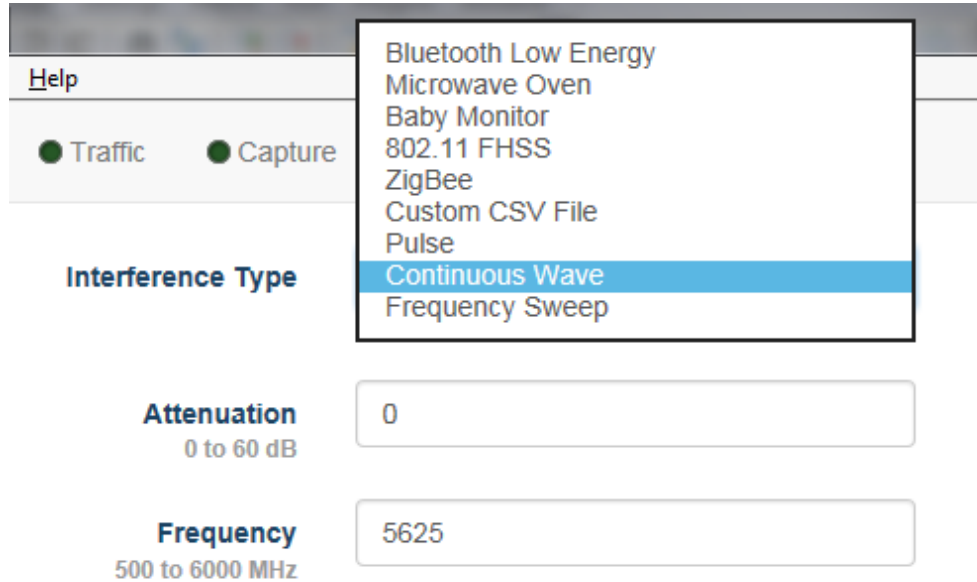 Help
Traffic Capture
Interference Type
Bluetooth Low Energy
Microwave Oven
Baby Monitor
802.11 FHSS
ZigBee
Custom CSV File
Pulse
Continuous Wave
Frequency Sweep
Attenuation
0 to 60 dB
0
Frequency
500 to 6000 MHz
5625